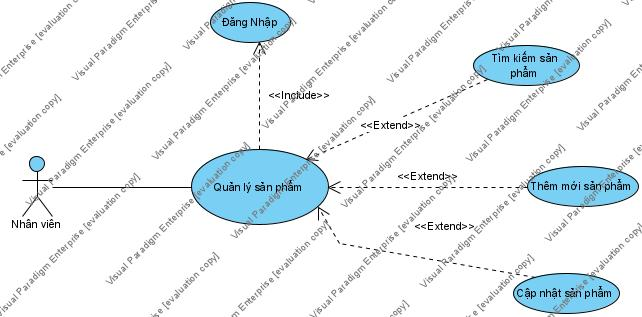 Đăng Nhập
Tìm kiếm sản
phẩm
<<Include>>
<<Extend>>
Quản lý sản phẩm
<<Extend>>
Thêm mới sản phẩm
Nhân viên
<<Extend>>
Cập nhật sản phẩm
Visual Paradigm Enterprise [evaluation copy]